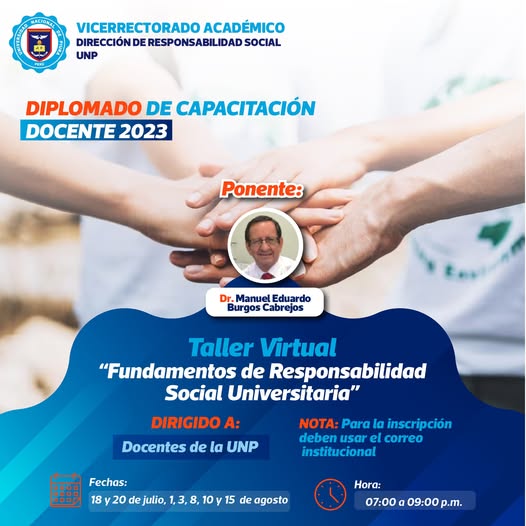 VICERRECTORADO ACADÉMICO
DIRECCIÓN DE RESPONSABILIDAD SOCIAL
UNP
DIPLOMADO DE CAPACITACIÓN
DOCENTE 2023
Ponente:
Dr. Manuel Eduardo
Burgos Cabrejos
Taller Virtual
“Fundamentos de Responsabilidad
Social Universitaria”
DIRIGIDO A:
Docentes de la UNP
NOTA: Para la inscripción
deben usar el correo
institucional
Fechas:
18 y 20 de julio, 1, 3, 8, 10 y 15 de agosto
Hora:
07:00 a 09:00 p.m.